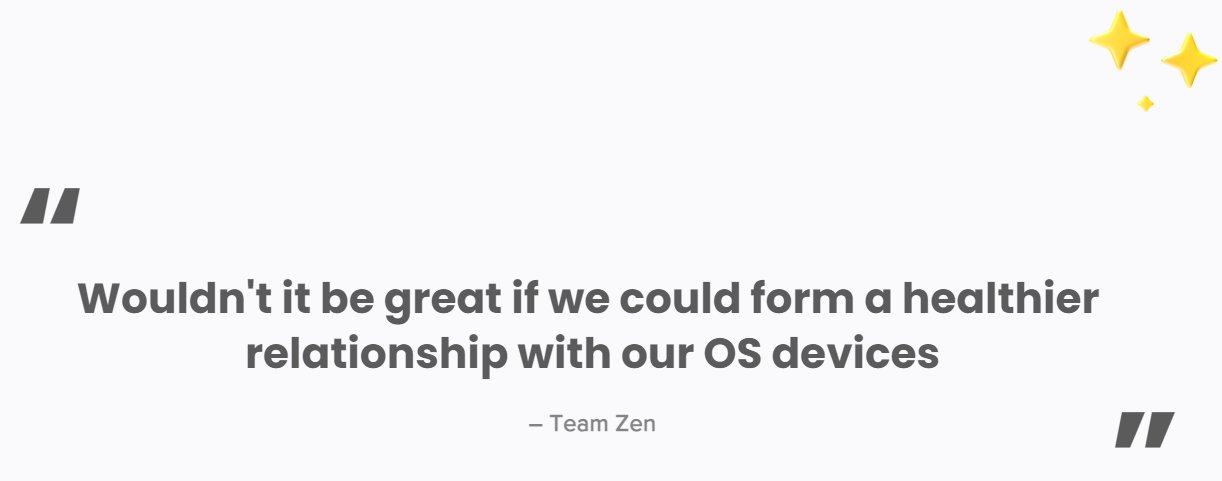 “
Wouldn't it be great if we could form a healthier
relationship with our OS devices
– Team Zen
”